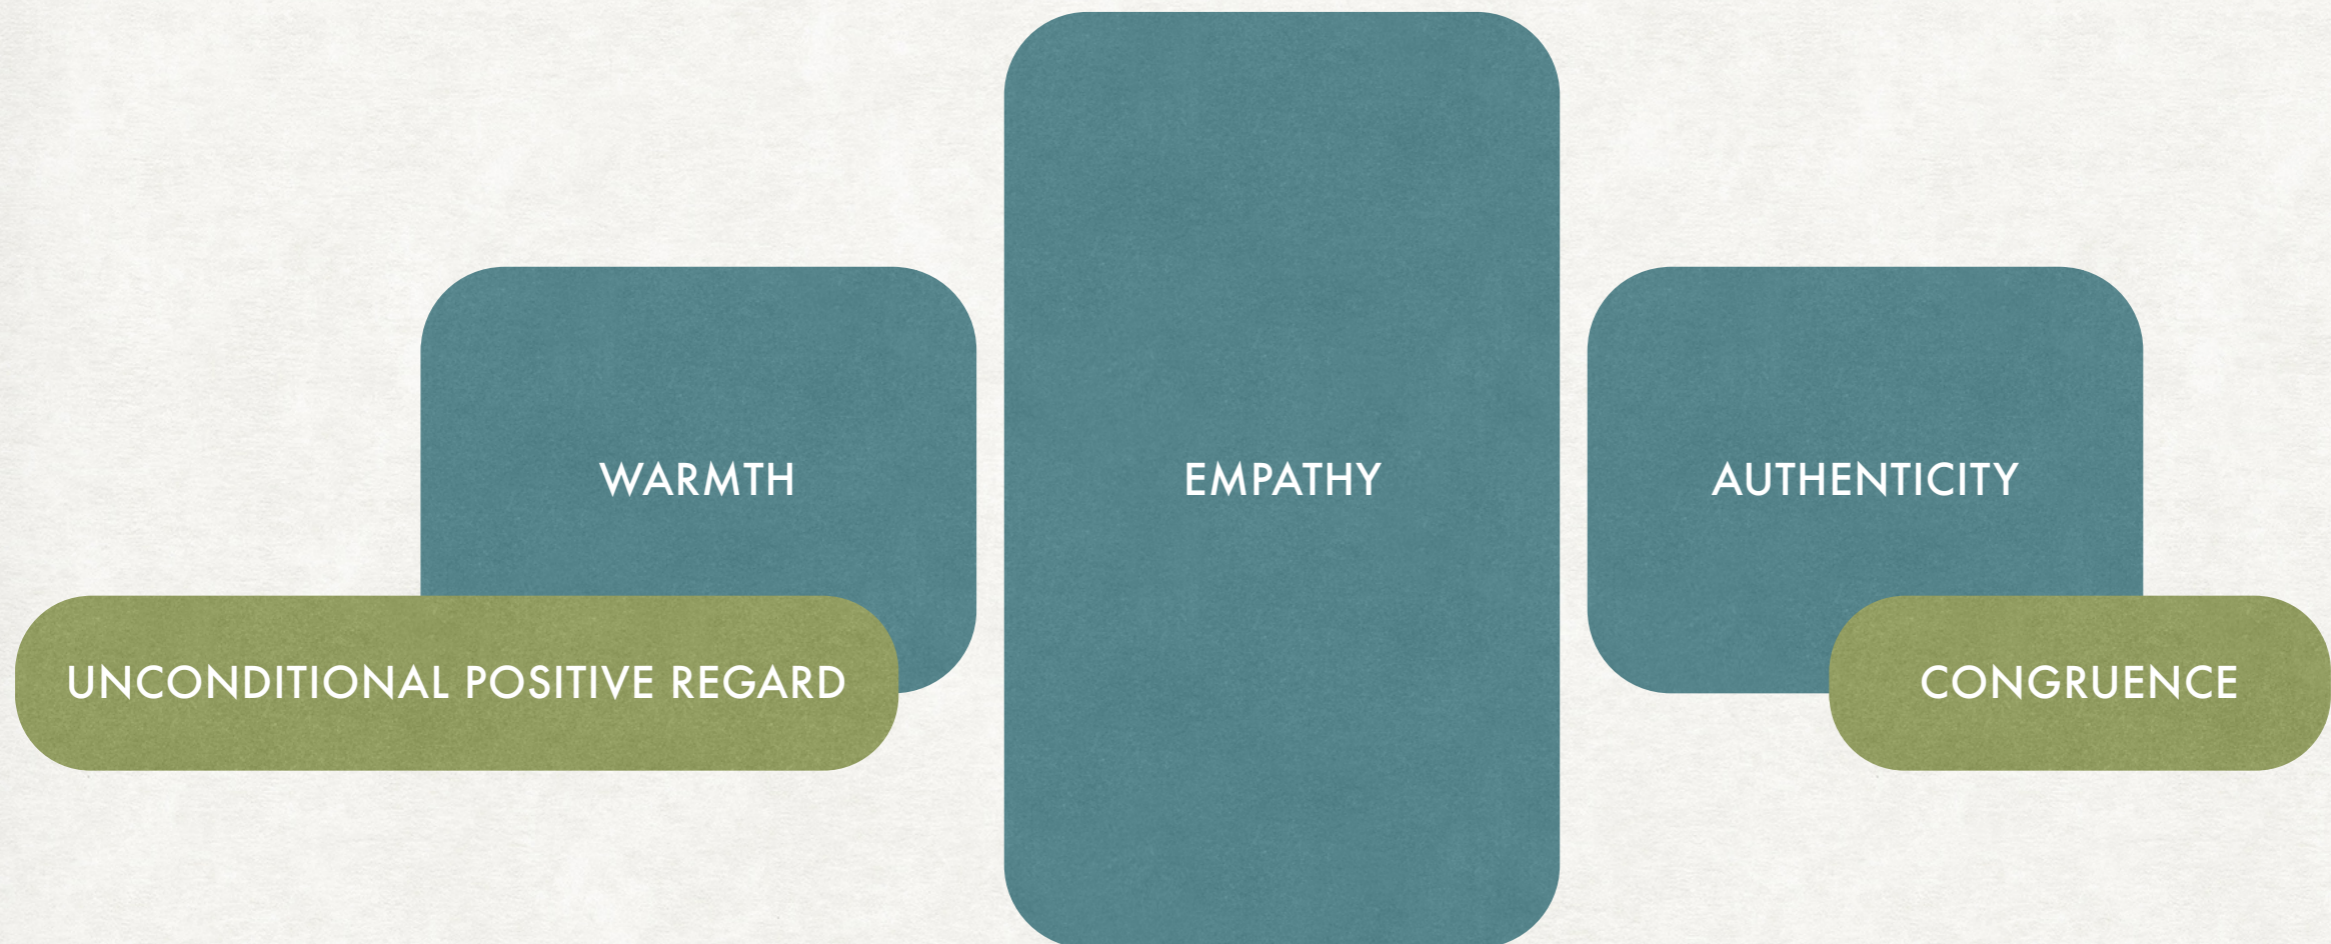 WARMTH
EMPATHY
AUTHENTICITY
UNCONDITIONAL POSITIVE REGARD
CONGRUENCE